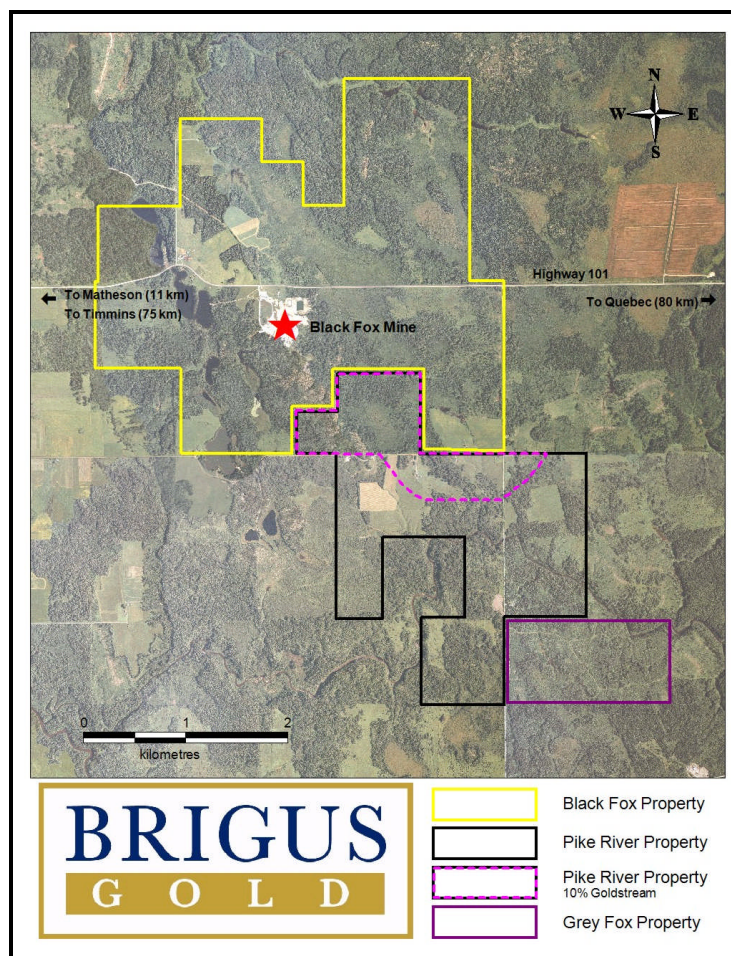 N
W E
S
Highway 101
To Matheson (11 km)
To Quebec (80 km)
To Timmins (75 km)
Black Fox Mine
0 1 2
kilometres
BRIGUS
GOLD
Black Fox Property
Pike River Property
Pike River Property
10% Goldstream
Grey Fox Property